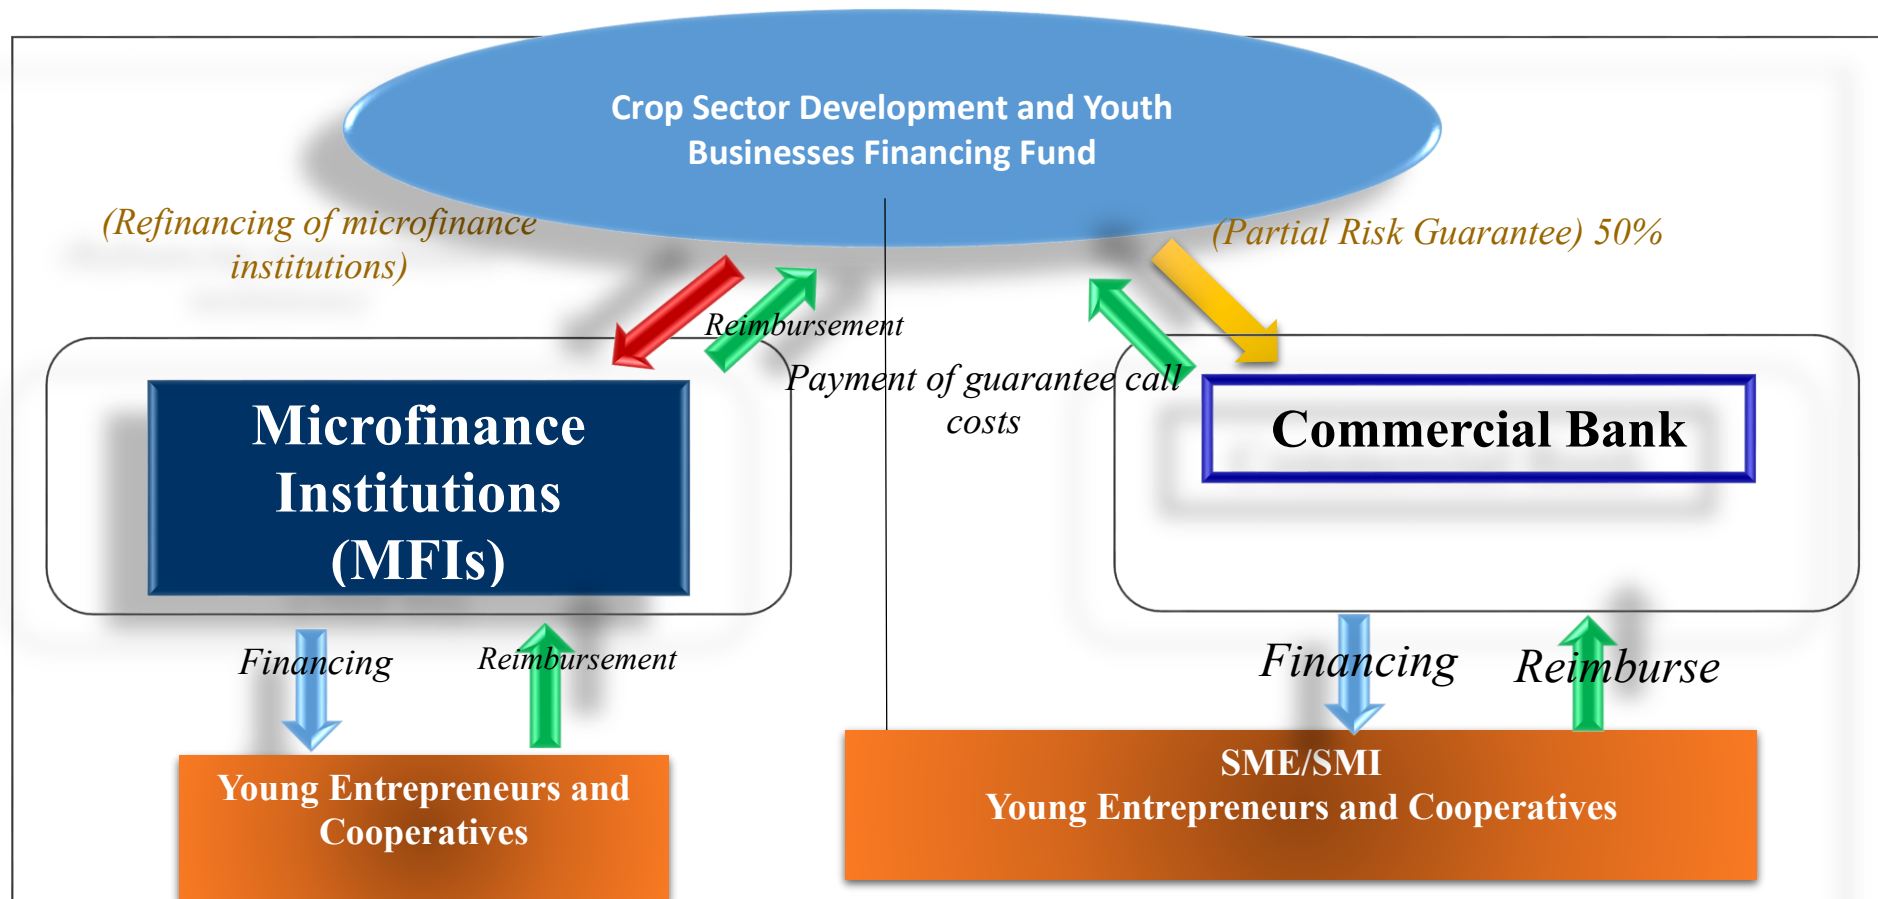 Crop Sector Development and Youth
Businesses Financing Fund
(Refinancing of microfinance
institutions)
(Partial Risk Guarantee) 50%
Reimbursement
Payment of guarantee call
costs
Microfinance
Institutions
(MFIs)
Commercial Bank
Financing
Reimbursement
Financing
Reimburse
Young Entrepreneurs and
Cooperatives
SME/SMI
Young Entrepreneurs and Cooperatives